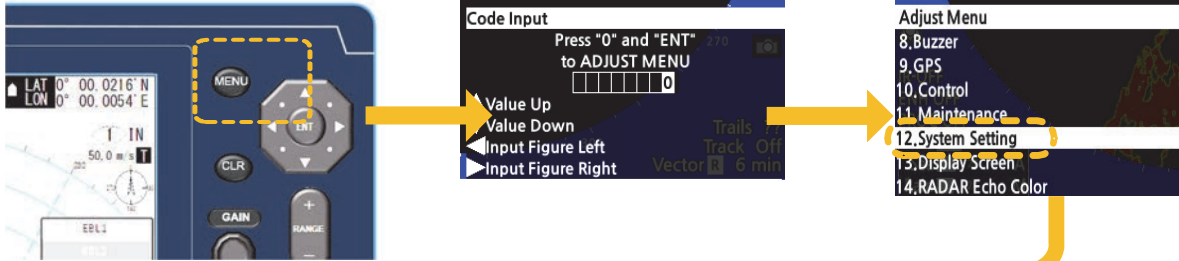 MENU
LAT 0° 00.0216' N
LON 0° 00.0054' E
1 IN
50.0 m s T
ENT
CLR
GAIN
+
RANGE
−
EBL1
EBL2
Code Input
270
Press "0" and "ENT"
to ADJUST MENU
0
Value Up
Value Down
Input Figure Left
Input Figure Right
Trails ??
Track Off
Vector R 6 min
Adjust Menu
8.Buzzer
9.GPS
10.Control
11.Maintenance
12.System Setting
13.Display Screen
14.RADAR Echo Color